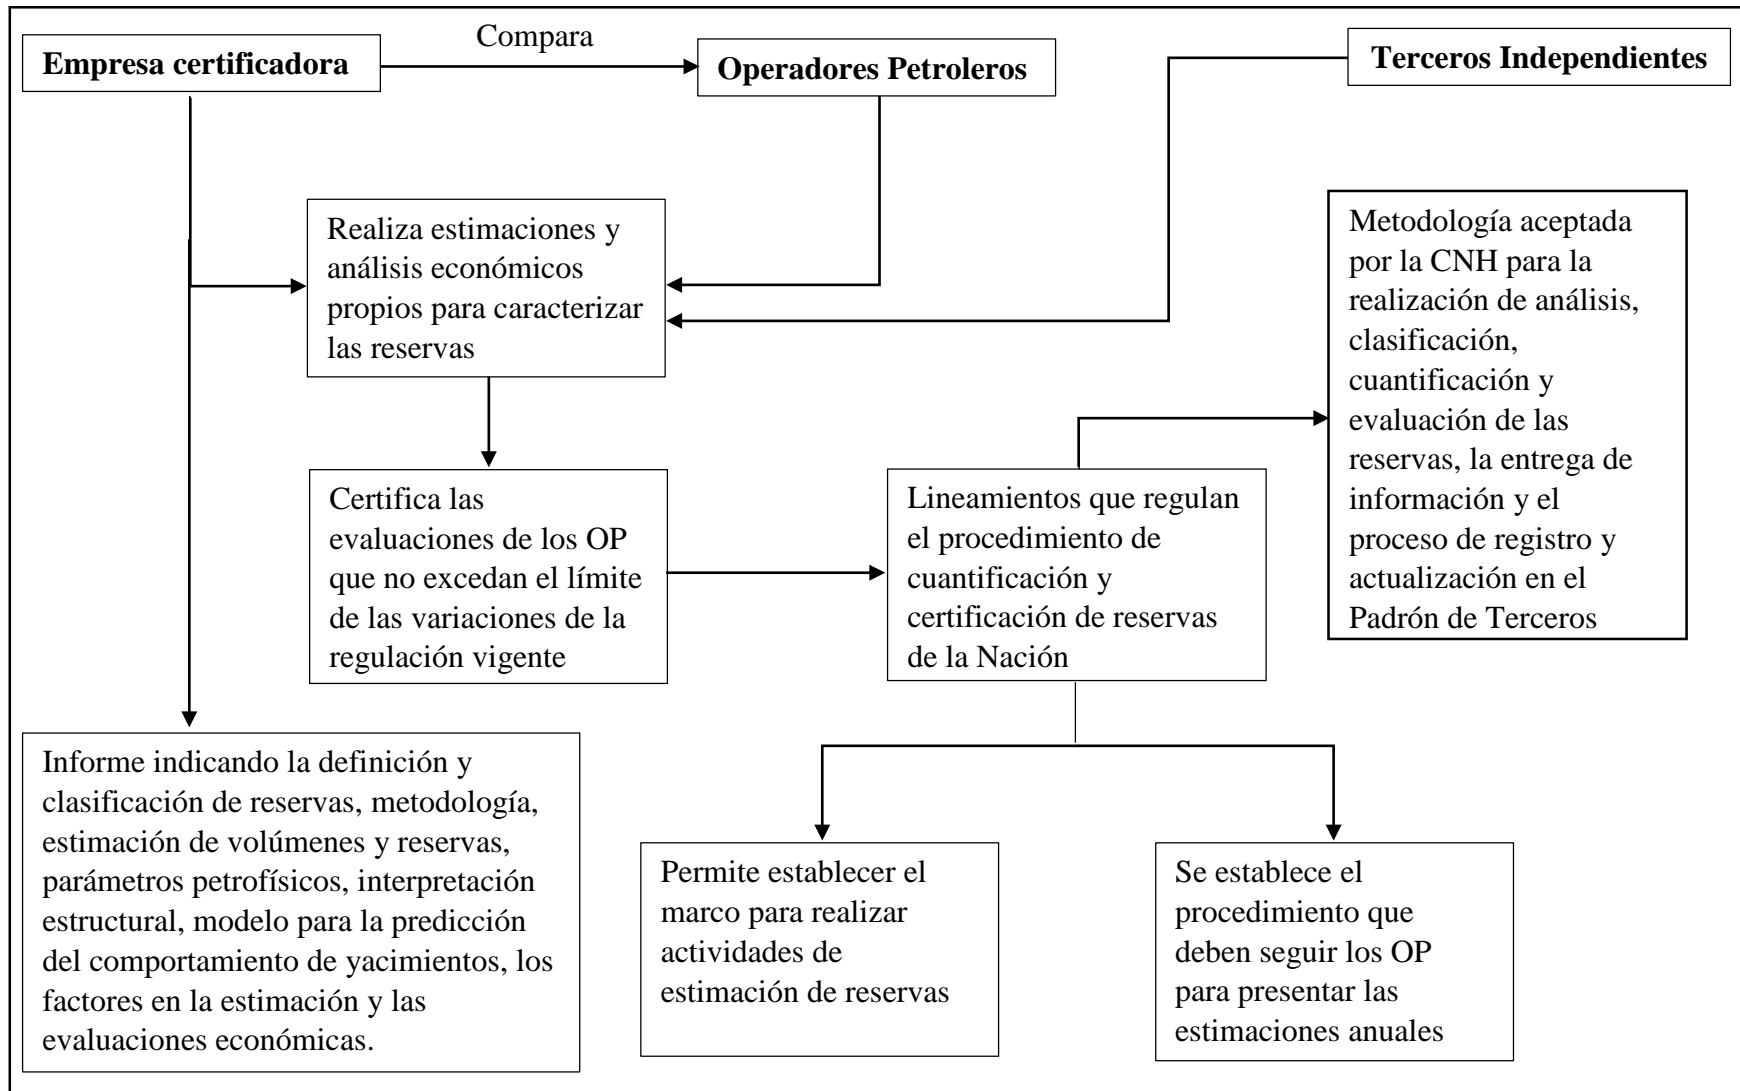 Compara
Empresa certificadora
Operadores Petroleros
Terceros Independientes
Realiza estimaciones y
análisis económicos
propios para caracterizar
las reservas
Metodología aceptada
por la CNH para la
realización de análisis,
clasificación,
cuantificación y
evaluación de las
reservas, la entrega de
información y el
proceso de registro y
actualización en el
Padrón de Terceros
Certifica las
evaluaciones de los OP
que no excedan el límite
de las variaciones de la
regulación vigente
Lineamientos que regulan
el procedimiento de
cuantificación y
certificación de reservas
de la Nación
Informe indicando la definición y
clasificación de reservas, metodología,
estimación de volúmenes y reservas,
parámetros petrofísicos, interpretación
estructural, modelo para la predicción
del comportamiento de yacimientos, los
factores en la estimación y las
evaluaciones económicas.
Permite establecer el
marco para realizar
actividades de
estimación de reservas
Se establece el
procedimiento que
deben seguir los OP
para presentar las
estimaciones anuales